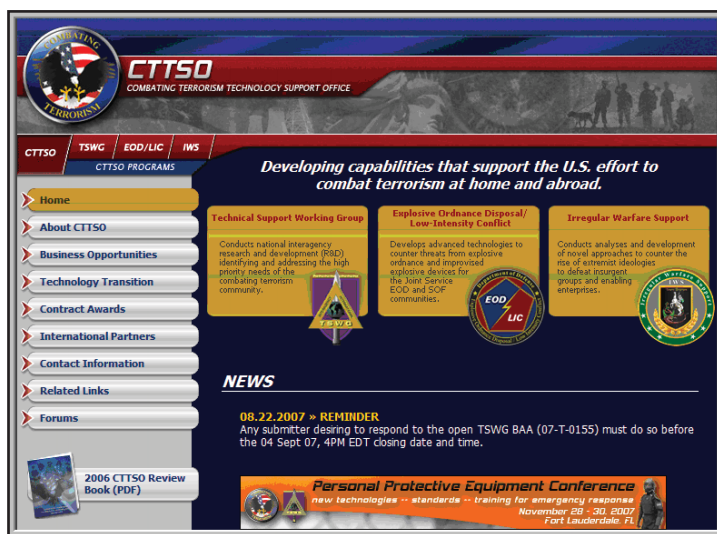 COMBATING
TERRORISM
CTTSO
COMBATING TERRORISM TECHNOLOGY SUPPORT OFFICE
CTTSO
TSWG
EOD/LIC
IWS
CTTSO PROGRAMS
Home
About CTTSO
Business Opportunities
Technology Transition
Contract Awards
International Partners
Contact Information
Related Links
Forums
2006 CTTSO Review
Book (PDF)
Developing capabilities that support the U.S. effort to
combat terrorism at home and abroad.
Technical Support Working Group
Conducts national interagency
research and development (R&D)
identifying and addressing the high
priority needs of the
combating terrorism
community.
TSWG
Explosive Ordnance Disposal/
Low-Intensity Conflict
Develops advanced technologies to
counter threats from explosive
ordnance and improvised
explosive devices for
the Joint Service
EOD and SOF
communities.
Department of Defense
EOD
LIC
Irregular Warfare Support
Conducts analyses and development
of novel approaches to counter the
rise of extremist ideologies
to defeat insurgent
groups and enabling
enterprises.
Irregular Warfare Support
IWS
NEWS
08.22.2007 » REMINDER
Any submitter desiring to respond to the open TSWG BAA (07-T-0155) must do so before
the 04 Sept 07, 4PM EDT closing date and time.
Personal Protective Equipment Conference
new technologies -- standards -- training for emergency response
November 28 - 30, 2007
Fort Lauderdale, FL